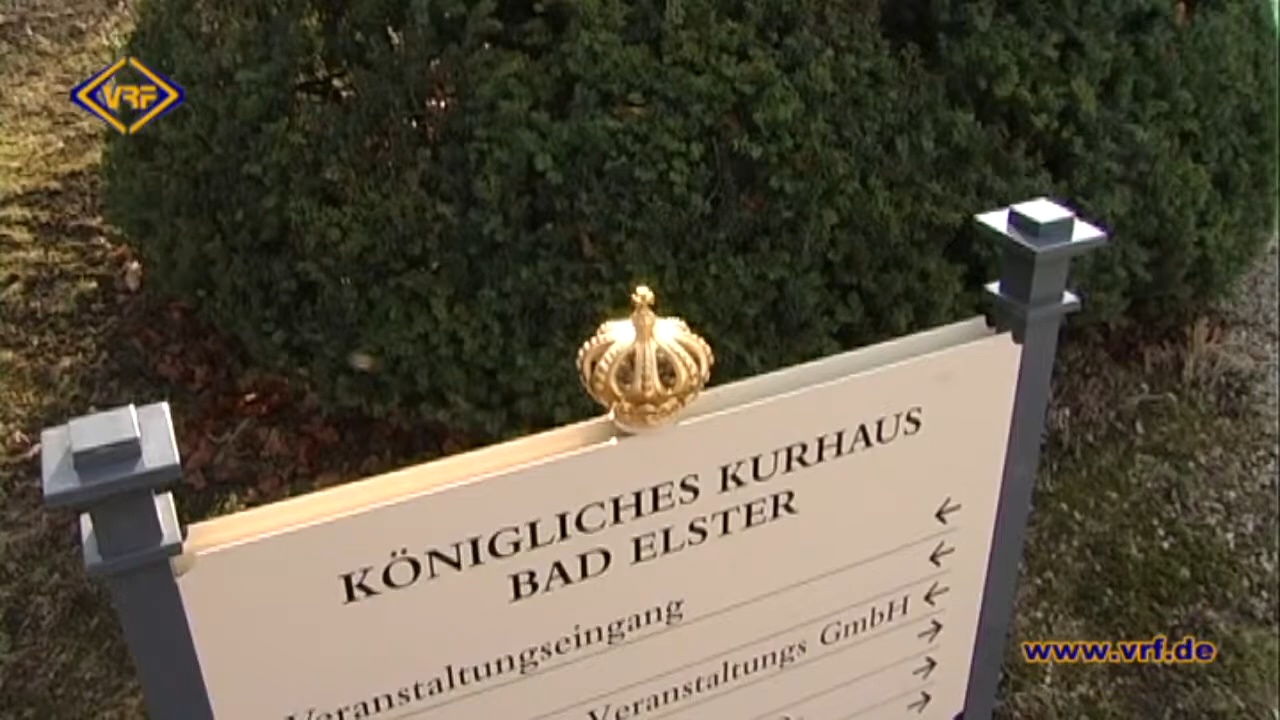 VRF
KÖNIGLICHES KURHAUS
BAD ELSTER
←
Veranstaltungseingang ←
←
Veranstaltungs GmbH →
→
→
www.vrf.de